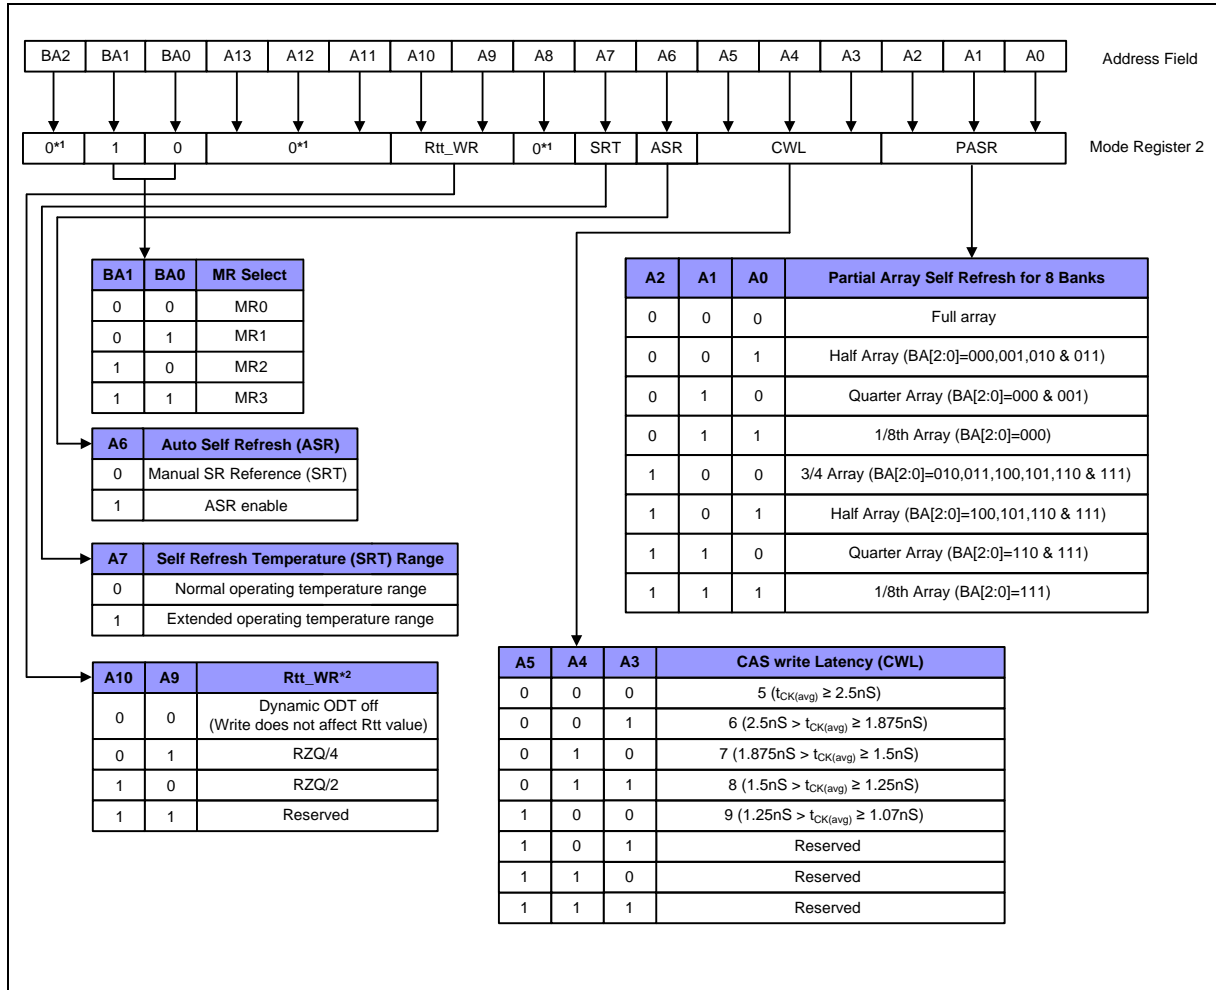 BA2 BA1 BA0 A13 A12 A11 A10 A9 A8 A7 A6 A5 A4 A3 A2 A1 A0 Address Field
0*1 1 0 0*1 Rtt_WR 0*1 SRT ASR CWL PASR Mode Register 2
BA1 BA0 MR Select
0 0 MR0
0 1 MR1
1 0 MR2
1 1 MR3
A6 Auto Self Refresh (ASR)
0 Manual SR Reference (SRT)
1 ASR enable
A7 Self Refresh Temperature (SRT) Range
0 Normal operating temperature range
1 Extended operating temperature range
A10 A9 Rtt_WR*2
0 0 Dynamic ODT off
(Write does not affect Rtt value)
0 1 RZQ/4
1 0 RZQ/2
1 1 Reserved
A2 A1 A0 Partial Array Self Refresh for 8 Banks
0 0 0 Full array
0 0 1 Half Array (BA[2:0]=000,001,010 & 011)
0 1 0 Quarter Array (BA[2:0]=000 & 001)
0 1 1 1/8th Array (BA[2:0]=000)
1 0 0 3/4 Array (BA[2:0]=010,011,100,101,110 & 111)
1 0 1 Half Array (BA[2:0]=100,101,110 & 111)
1 1 0 Quarter Array (BA[2:0]=110 & 111)
1 1 1 1/8th Array (BA[2:0]=111)
A5 A4 A3 CAS write Latency (CWL)
0 0 0 5 (tCK(avg) ≥ 2.5nS)
0 0 1 6 (2.5nS > tCK(avg) ≥ 1.875nS)
0 1 0 7 (1.875nS > tCK(avg) ≥ 1.5nS)
0 1 1 8 (1.5nS > tCK(avg) ≥ 1.25nS)
1 0 0 9 (1.25nS > tCK(avg) ≥ 1.07nS)
1 0 1 Reserved
1 1 0 Reserved
1 1 1 Reserved